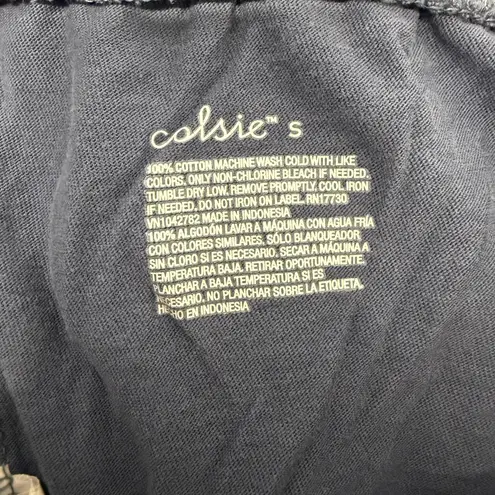 colsie™ S
100% COTTON MACHINE WASH COLD WITH LIKE
COLORS, ONLY NON-CHLORINE BLEACH IF NEEDED.
TUMBLE DRY LOW, REMOVE PROMPTLY. COOL IRON
IF NEEDED. DO NOT IRON ON LABEL. RN17730
VN1042762 MADE IN INDONESIA
100% ALGODÓN LAVAR A MÁQUINA CON AGUA FRÍA
CON COLORES SIMILARES, SÓLO BLANQUEADOR
SIN CLORO SI ES NECESARIO, SECAR A MÁQUINA A
TEMPERATURA BAJA, RETIRAR OPORTUNAMENTE.
PLANCHAR A BAJA TEMPERATURA SI ES
NECESARIO. NO PLANCHAR SOBRE LA ETIQUETA.
HECHO EN INDONESIA